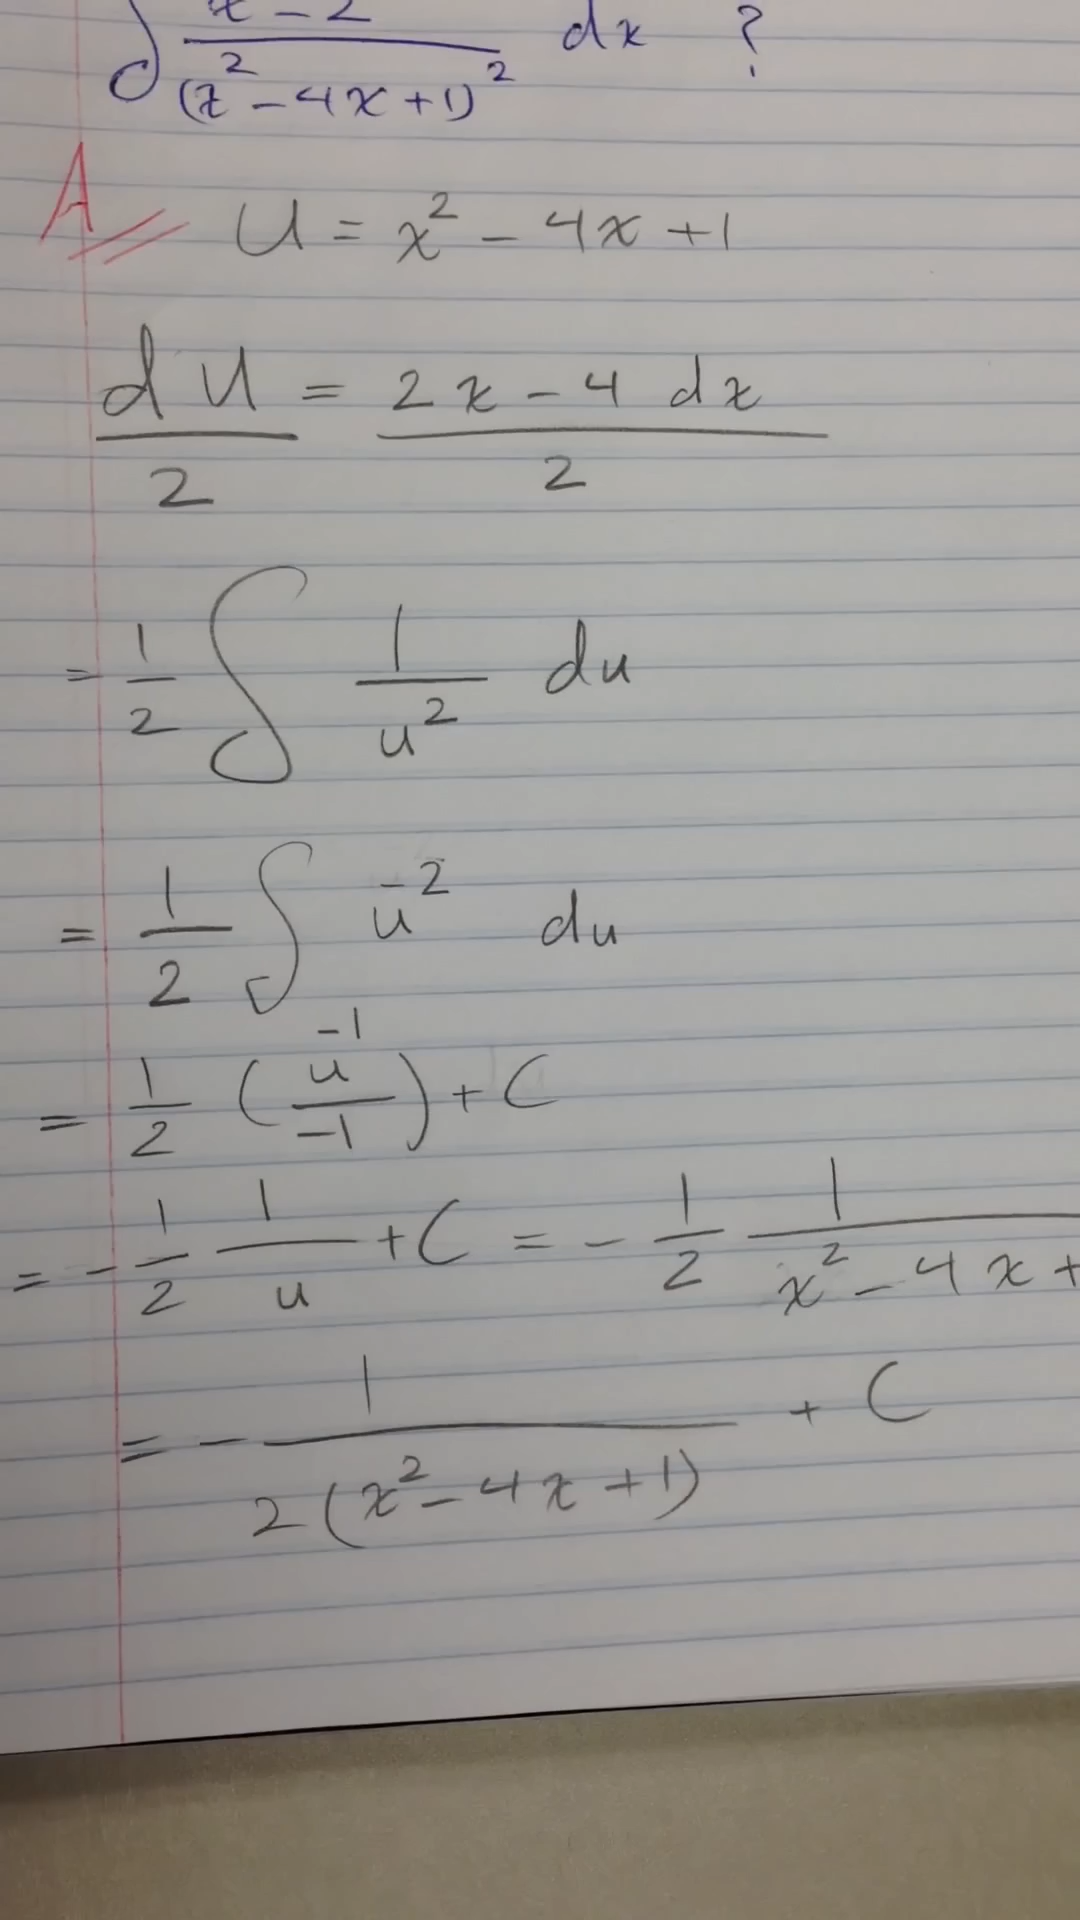 ∫ (x - 2)/(x² - 4x + 1)² dx ?
A U = x² - 4x + 1
dU/2 = (2x - 4 dx)/2
= 1/2 ∫ 1/u² du
= 1/2 ∫ u⁻² du
= 1/2 (u⁻¹/-1) + C
= - 1/2 1/u + C = - 1/2 1/(x² - 4x +
= - 1/(2(x² - 4x + 1)) + C